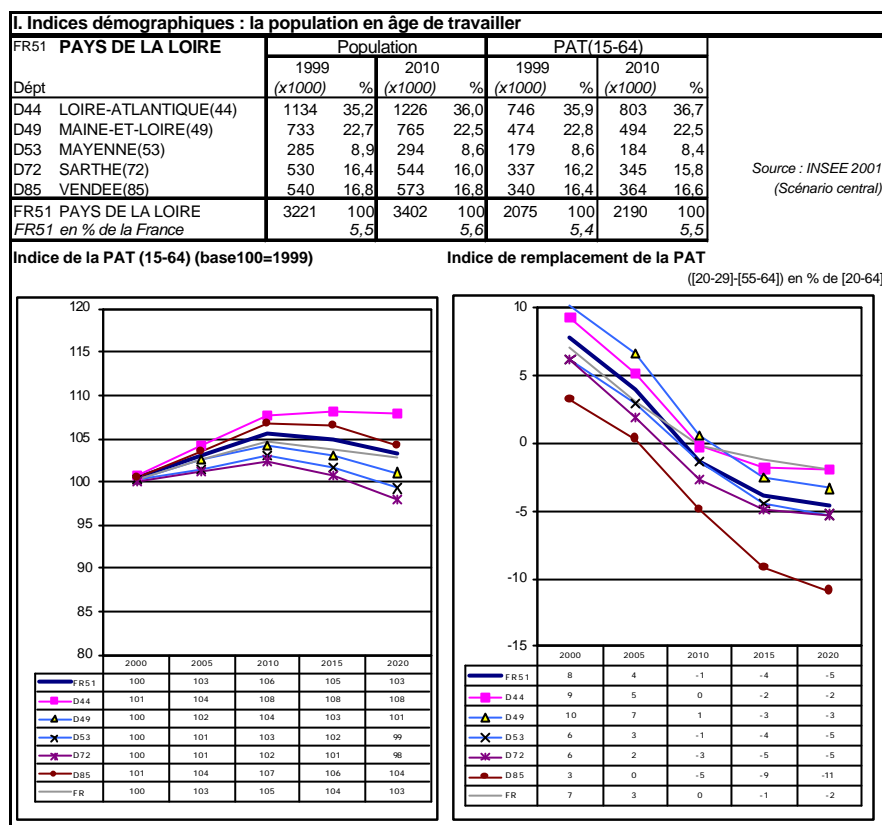 I. Indices démographiques : la population en âge de travailler
FR51 PAYS DE LA LOIRE Population PAT(15-64)
1999 2010 1999 2010
Dépt (x1000) % (x1000) % (x1000) % (x1000) %
D44 LOIRE-ATLANTIQUE(44) 1134 35,2 1226 36,0 746 35,9 803 36,7
D49 MAINE-ET-LOIRE(49) 733 22,7 765 22,5 474 22,8 494 22,5
D53 MAYENNE(53) 285 8,9 294 8,6 179 8,6 184 8,4
D72 SARTHE(72) 530 16,4 544 16,0 337 16,2 345 15,8 Source : INSEE 2001
D85 VENDEE(85) 540 16,8 573 16,8 340 16,4 364 16,6 (Scénario central)
FR51 PAYS DE LA LOIRE 3221 100 3402 100 2075 100 2190 100
FR51 en % de la France 5,5 5,6 5,4 5,5
Indice de la PAT (15-64) (base100=1999)
120
115
110
105
100
95
90
85
80
2000 2005 2010 2015 2020
FR51 100 103 106 105 103
D44 101 104 108 108 108
D49 100 102 104 103 101
D53 100 101 103 102 99
D72 100 101 102 101 98
D85 101 104 107 106 104
FR 100 103 105 104 103
Indice de remplacement de la PAT
([20-29]-[55-64]) en % de [20-64]
10
5
0
-5
-10
-15
2000 2005 2010 2015 2020
FR51 8 4 -1 -4 -5
D44 9 5 0 -2 -2
D49 10 7 1 -3 -3
D53 6 3 -1 -4 -5
D72 6 2 -3 -5 -5
D85 3 0 -5 -9 -11
FR 7 3 0 -1 -2